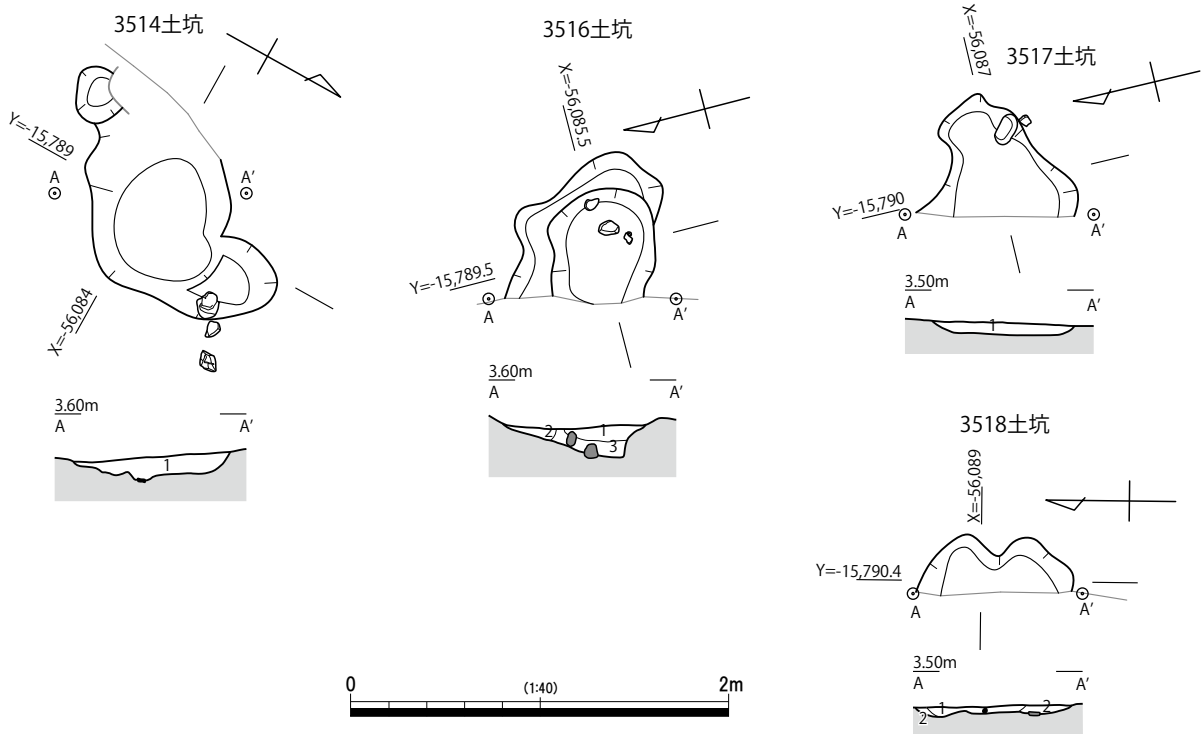 3514土坑
Y=-15,789
A
A'
X=-56,084
3.60m
A
A'
1
3516土坑
X=-56,085.5
Y=-15,789.5
A
A'
3.60m
A
A'
2
1
3
3517土坑
X=-56,087
Y=-15,790
A
A'
3.50m
A
A'
1
3518土坑
X=-56,089
Y=-15,790.4
A
A'
3.50m
A
A'
2
1
2
0
(1:40)
2m